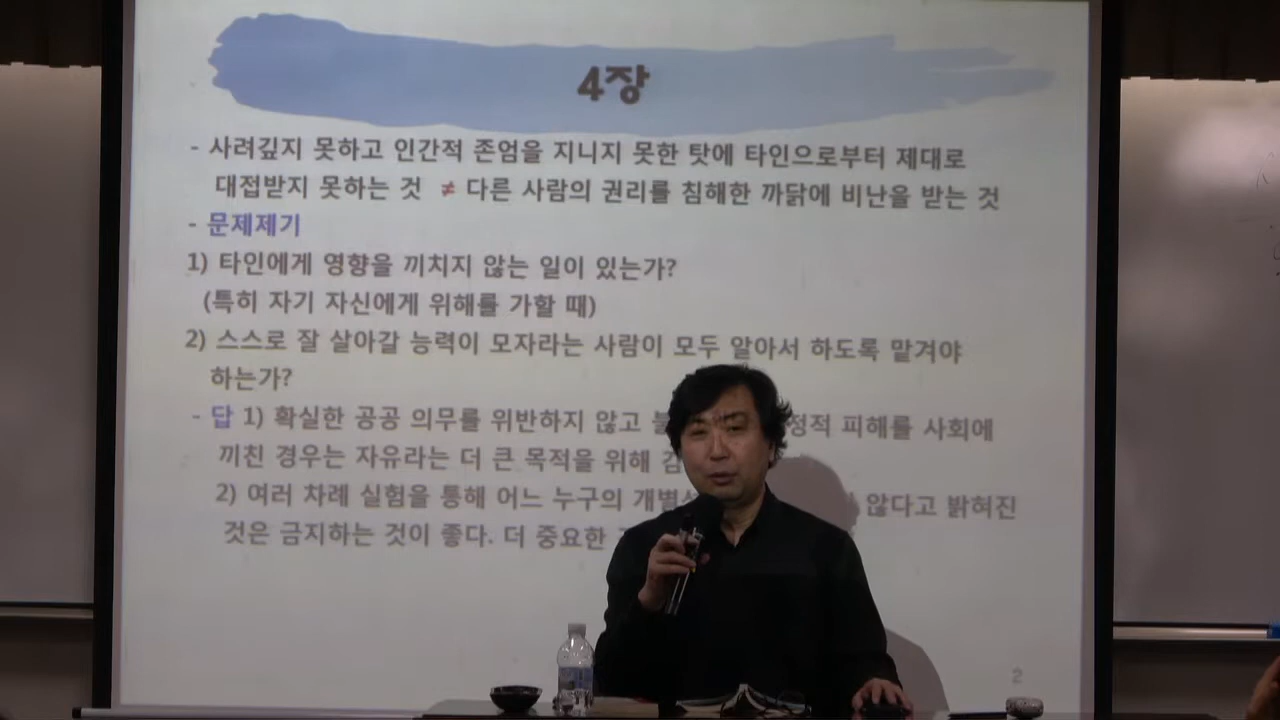 4장
- 사려깊지 못하고 인간적 존엄을 지니지 못한 탓에 타인으로부터 제대로
대접받지 못하는 것 ≠ 다른 사람의 권리를 침해한 까닭에 비난을 받는 것
- 문제제기
1) 타인에게 영향을 끼치지 않는 일이 있는가?
(특히 자기 자신에게 위해를 가할 때)
2) 스스로 잘 살아갈 능력이 모자라는 사람이 모두 알아서 하도록 맡겨야
하는가?
- 답 1) 확실한 공공 의무를 위반하지 않고 정적 피해를 사회에
끼친 경우는 자유라는 더 큰 목적을 위해
2) 여러 차례 실험을 통해 어느 누구의 않다고 밝혀진
것은 금지하는 것이 좋다. 더 중요한
2